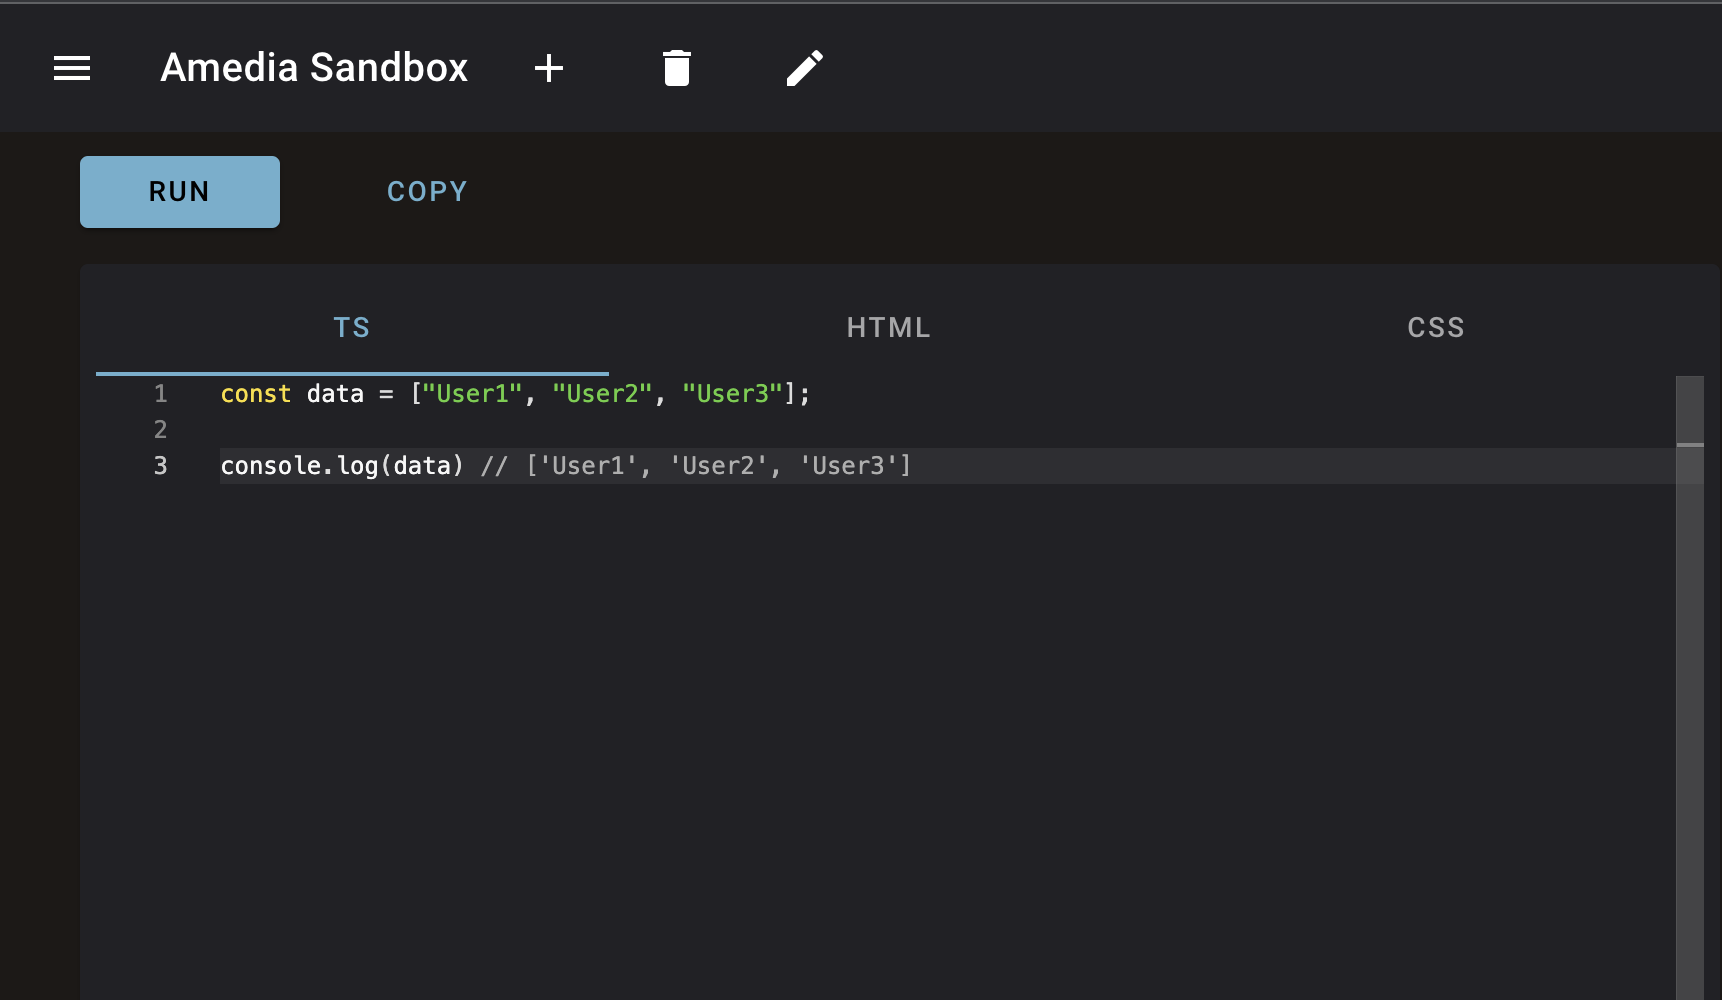 Amedia Sandbox
RUN
COPY
TS
HTML
CSS
1 const data = ["User1", "User2", "User3"];
2
3 console.log(data) // ['User1', 'User2', 'User3']